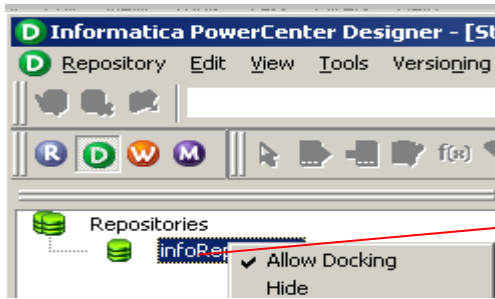 Informatica PowerCenter Designer - [St
Repository Edit View Tools Versioning
R D W M f(x)
Repositories
infoRep
Allow Docking
Hide